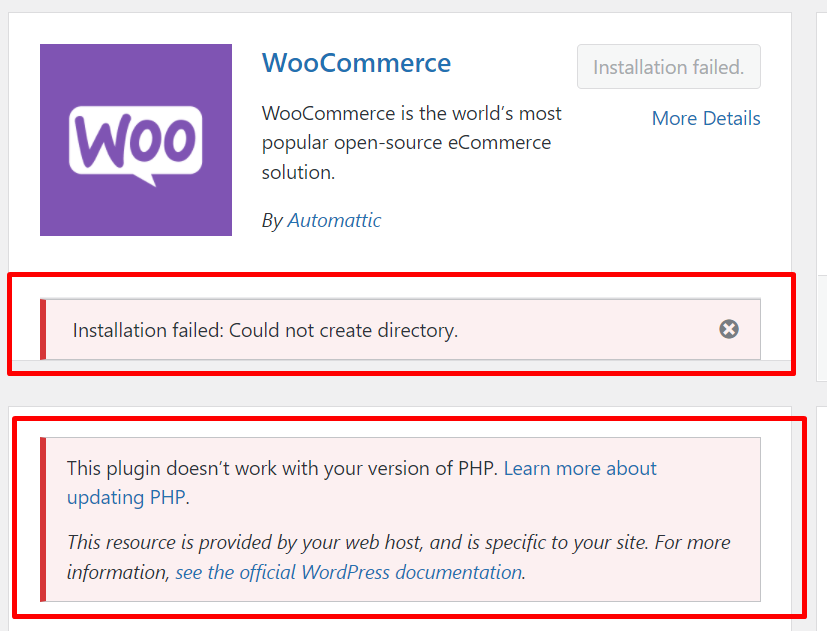 WooCommerce
Installation failed.
WooCommerce is the world's most
popular open-source eCommerce
solution.
More Details
WOO
By Automattic
Installation failed: Could not create directory.
This plugin doesn't work with your version of PHP. Learn more about
updating PHP.
This resource is provided by your web host, and is specific to your site. For more
information, see the official WordPress documentation.